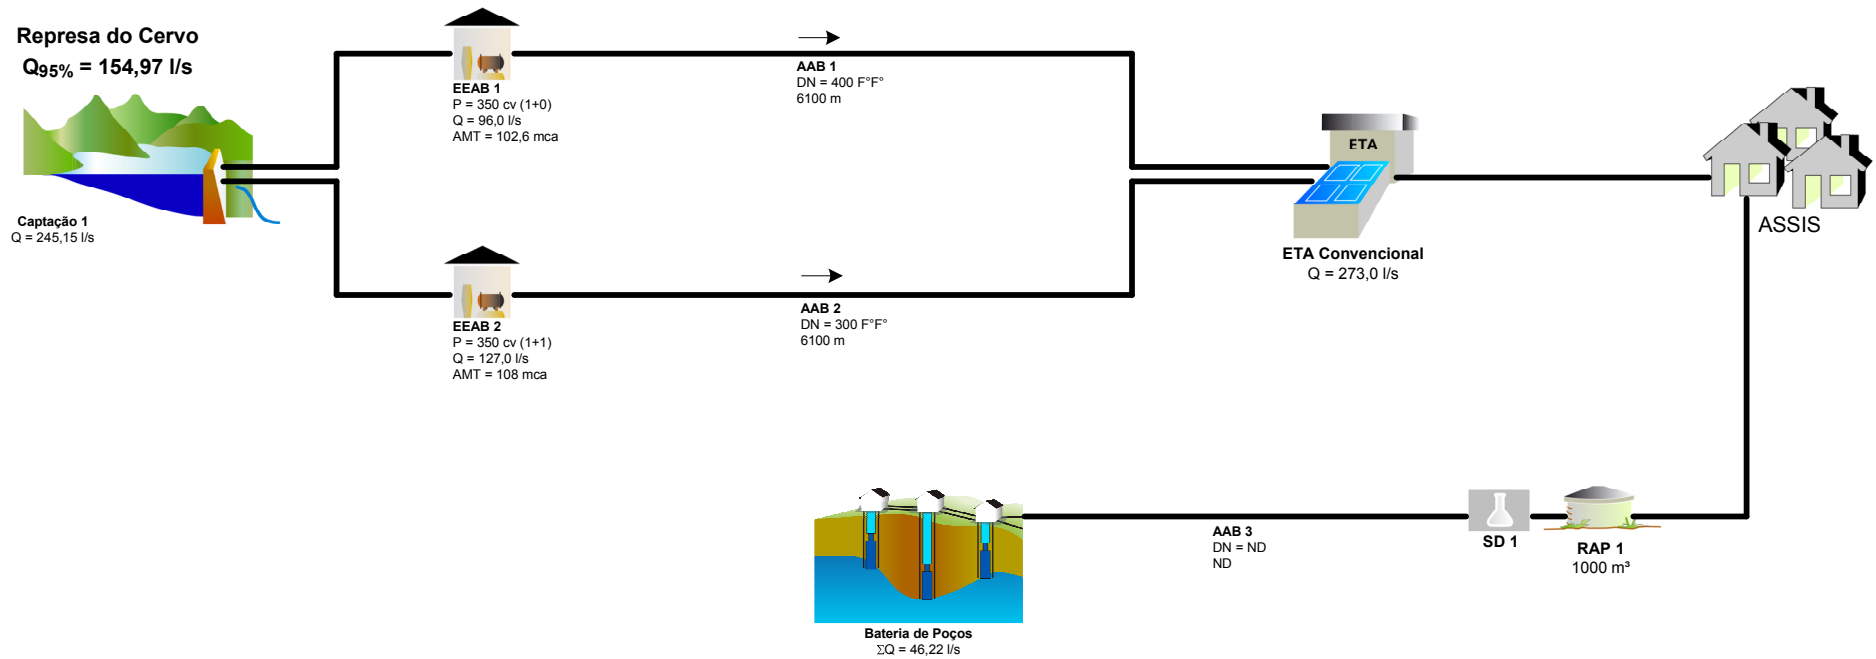 Represa do Cervo
Q95% = 154,97 l/s
Captação 1
Q = 245,15 l/s
EEAB 1
P = 350 cv (1+0)
Q = 96,0 l/s
AMT = 102,6 mca
AAB 1
DN = 400 F°F°
6100 m
EEAB 2
P = 350 cv (1+1)
Q = 127,0 l/s
AMT = 108 mca
AAB 2
DN = 300 F°F°
6100 m
ETA
ETA Convencional
Q = 273,0 l/s
ASSIS
Bateria de Poços
ΣQ = 46,22 l/s
AAB 3
DN = ND
ND
SD 1
RAP 1
1000 m³